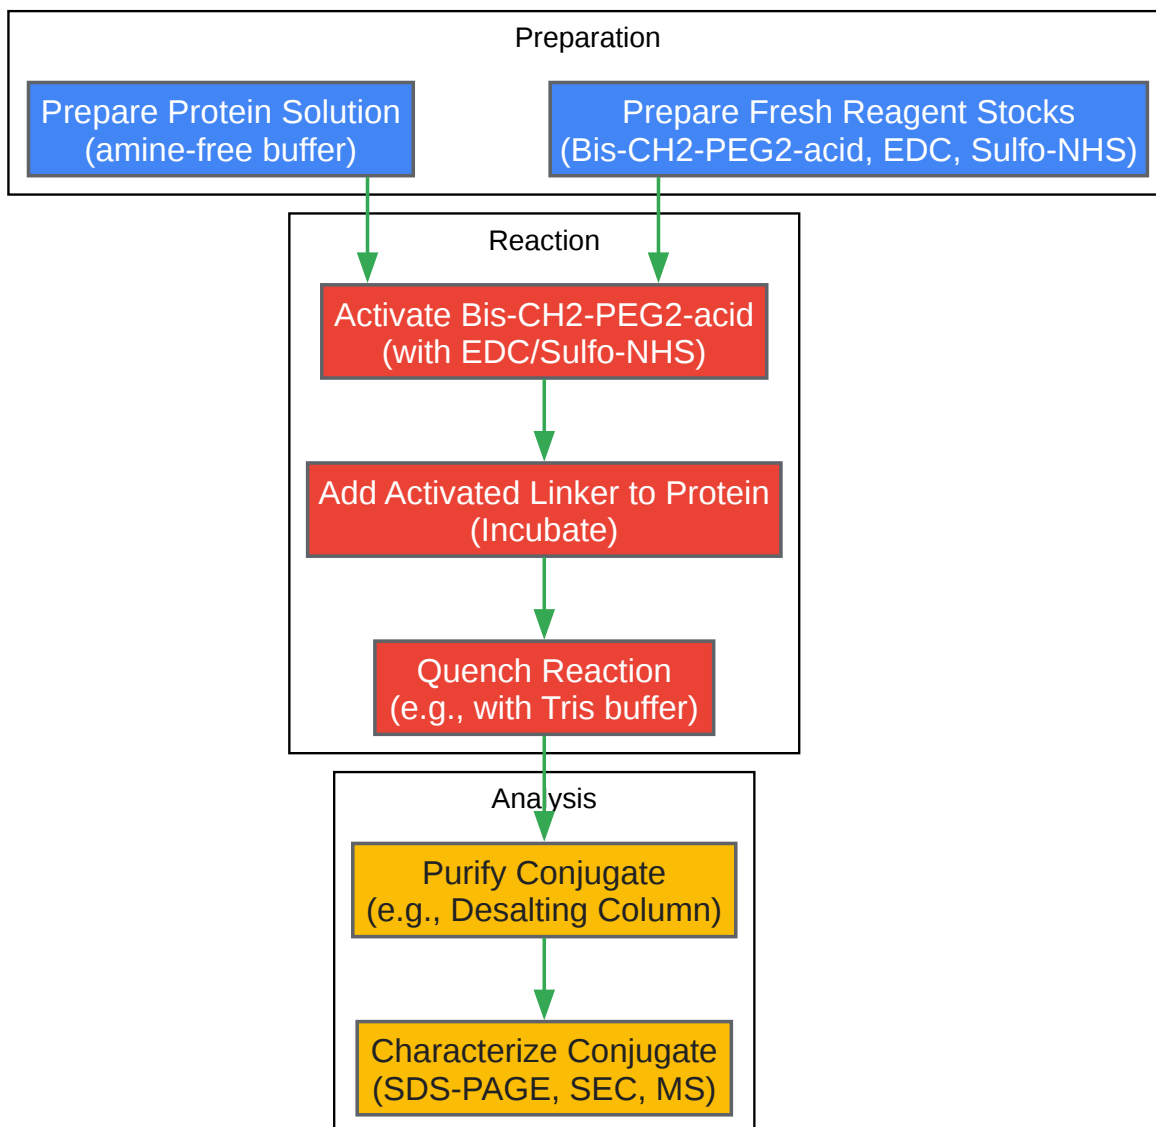 Preparation
Prepare Protein Solution
(amine-free buffer)
Prepare Fresh Reagent Stocks
(Bis-CH2-PEG2-acid, EDC, Sulfo-NHS)
Reaction
Activate Bis-CH2-PEG2-acid
(with EDC/Sulfo-NHS)
Add Activated Linker to Protein
(Incubate)
Quench Reaction
(e.g., with Tris buffer)
Analysis
Purify Conjugate
(e.g., Desalting Column)
Characterize Conjugate
(SDS-PAGE, SEC, MS)